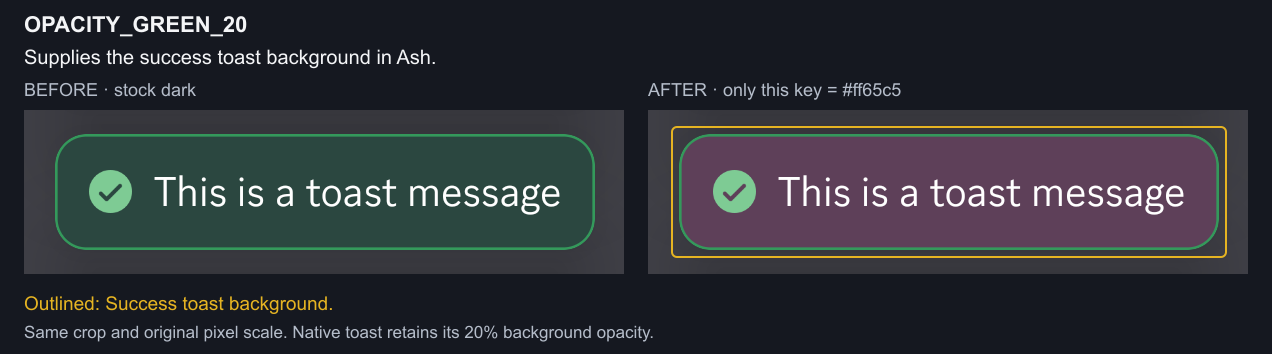 OPACITY_GREEN_20
Supplies the success toast background in Ash.
BEFORE · stock dark
AFTER · only this key = #ff65c5
This is a toast message
This is a toast message
Outlined: Success toast background.
Same crop and original pixel scale. Native toast retains its 20% background opacity.